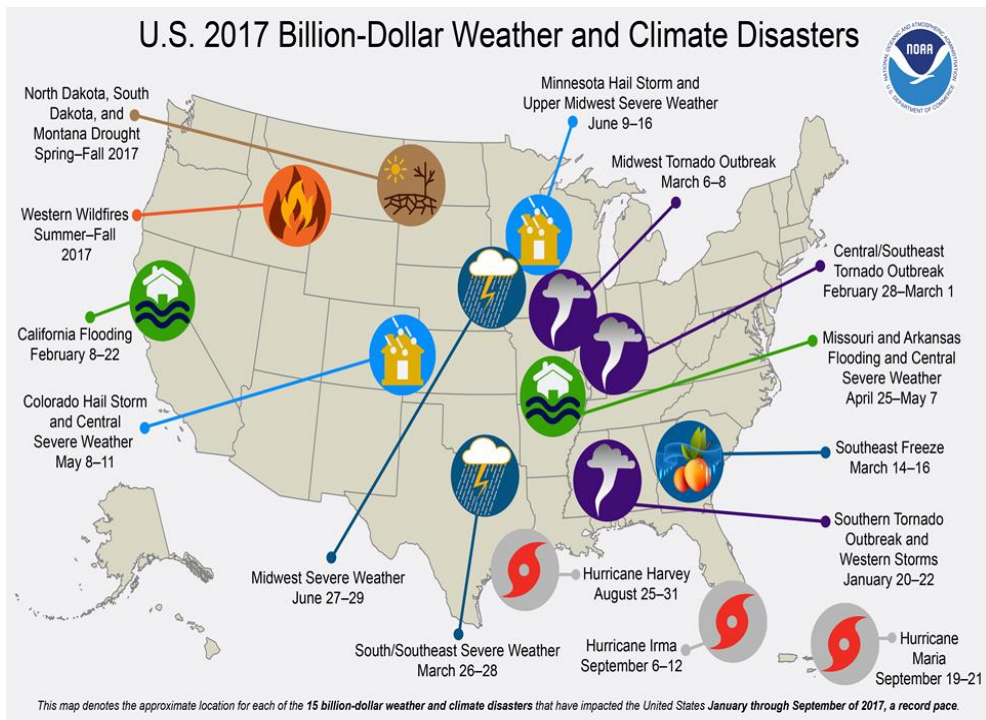 U.S. 2017 Billion-Dollar Weather and Climate Disasters
NATIONAL OCEANIC AND ATMOSPHERIC ADMINISTRATION
NOAA
U.S. DEPARTMENT OF COMMERCE
North Dakota, South
Dakota, and
Montana Drought
Spring–Fall 2017
Minnesota Hail Storm and
Upper Midwest Severe Weather
June 9–16
Midwest Tornado Outbreak
March 6–8
Western Wildfires
Summer–Fall
2017
Central/Southeast
Tornado Outbreak
February 28–March 1
California Flooding
February 8–22
Missouri and Arkansas
Flooding and Central
Severe Weather
April 25–May 7
Colorado Hail Storm
and Central
Severe Weather
May 8–11
Southeast Freeze
March 14–16
Southern Tornado
Outbreak and
Western Storms
January 20–22
Midwest Severe Weather
June 27–29
Hurricane Harvey
August 25–31
South/Southeast Severe Weather
March 26–28
Hurricane Irma
September 6–12
Hurricane
Maria
September 19–21
This map denotes the approximate location for each of the 15 billion-dollar weather and climate disasters that have impacted the United States January through September of 2017, a record pace.